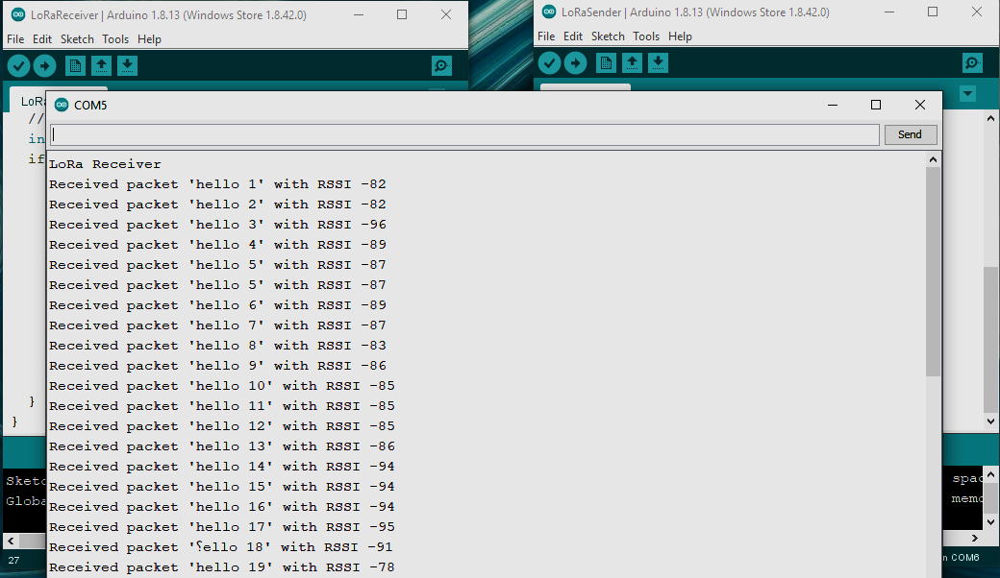 LoRaReceiver | Arduino 1.8.13 (Windows Store 1.8.42.0)
File Edit Sketch Tools Help
LoRaSender | Arduino 1.8.13 (Windows Store 1.8.42.0)
File Edit Sketch Tools Help
LoRa
//
in
if
}
}
COM5
Send
LoRa Receiver
Received packet 'hello 1' with RSSI -82
Received packet 'hello 2' with RSSI -82
Received packet 'hello 3' with RSSI -96
Received packet 'hello 4' with RSSI -89
Received packet 'hello 5' with RSSI -87
Received packet 'hello 5' with RSSI -87
Received packet 'hello 6' with RSSI -89
Received packet 'hello 7' with RSSI -87
Received packet 'hello 8' with RSSI -83
Received packet 'hello 9' with RSSI -86
Received packet 'hello 10' with RSSI -85
Received packet 'hello 11' with RSSI -85
Received packet 'hello 12' with RSSI -85
Received packet 'hello 13' with RSSI -86
Received packet 'hello 14' with RSSI -94
Received packet 'hello 15' with RSSI -94
Received packet 'hello 16' with RSSI -94
Received packet 'hello 17' with RSSI -95
Received packet '⸮ello 18' with RSSI -91
Received packet 'hello 19' with RSSI -78
Sketc
Globa
27
spac
memo
n COM6